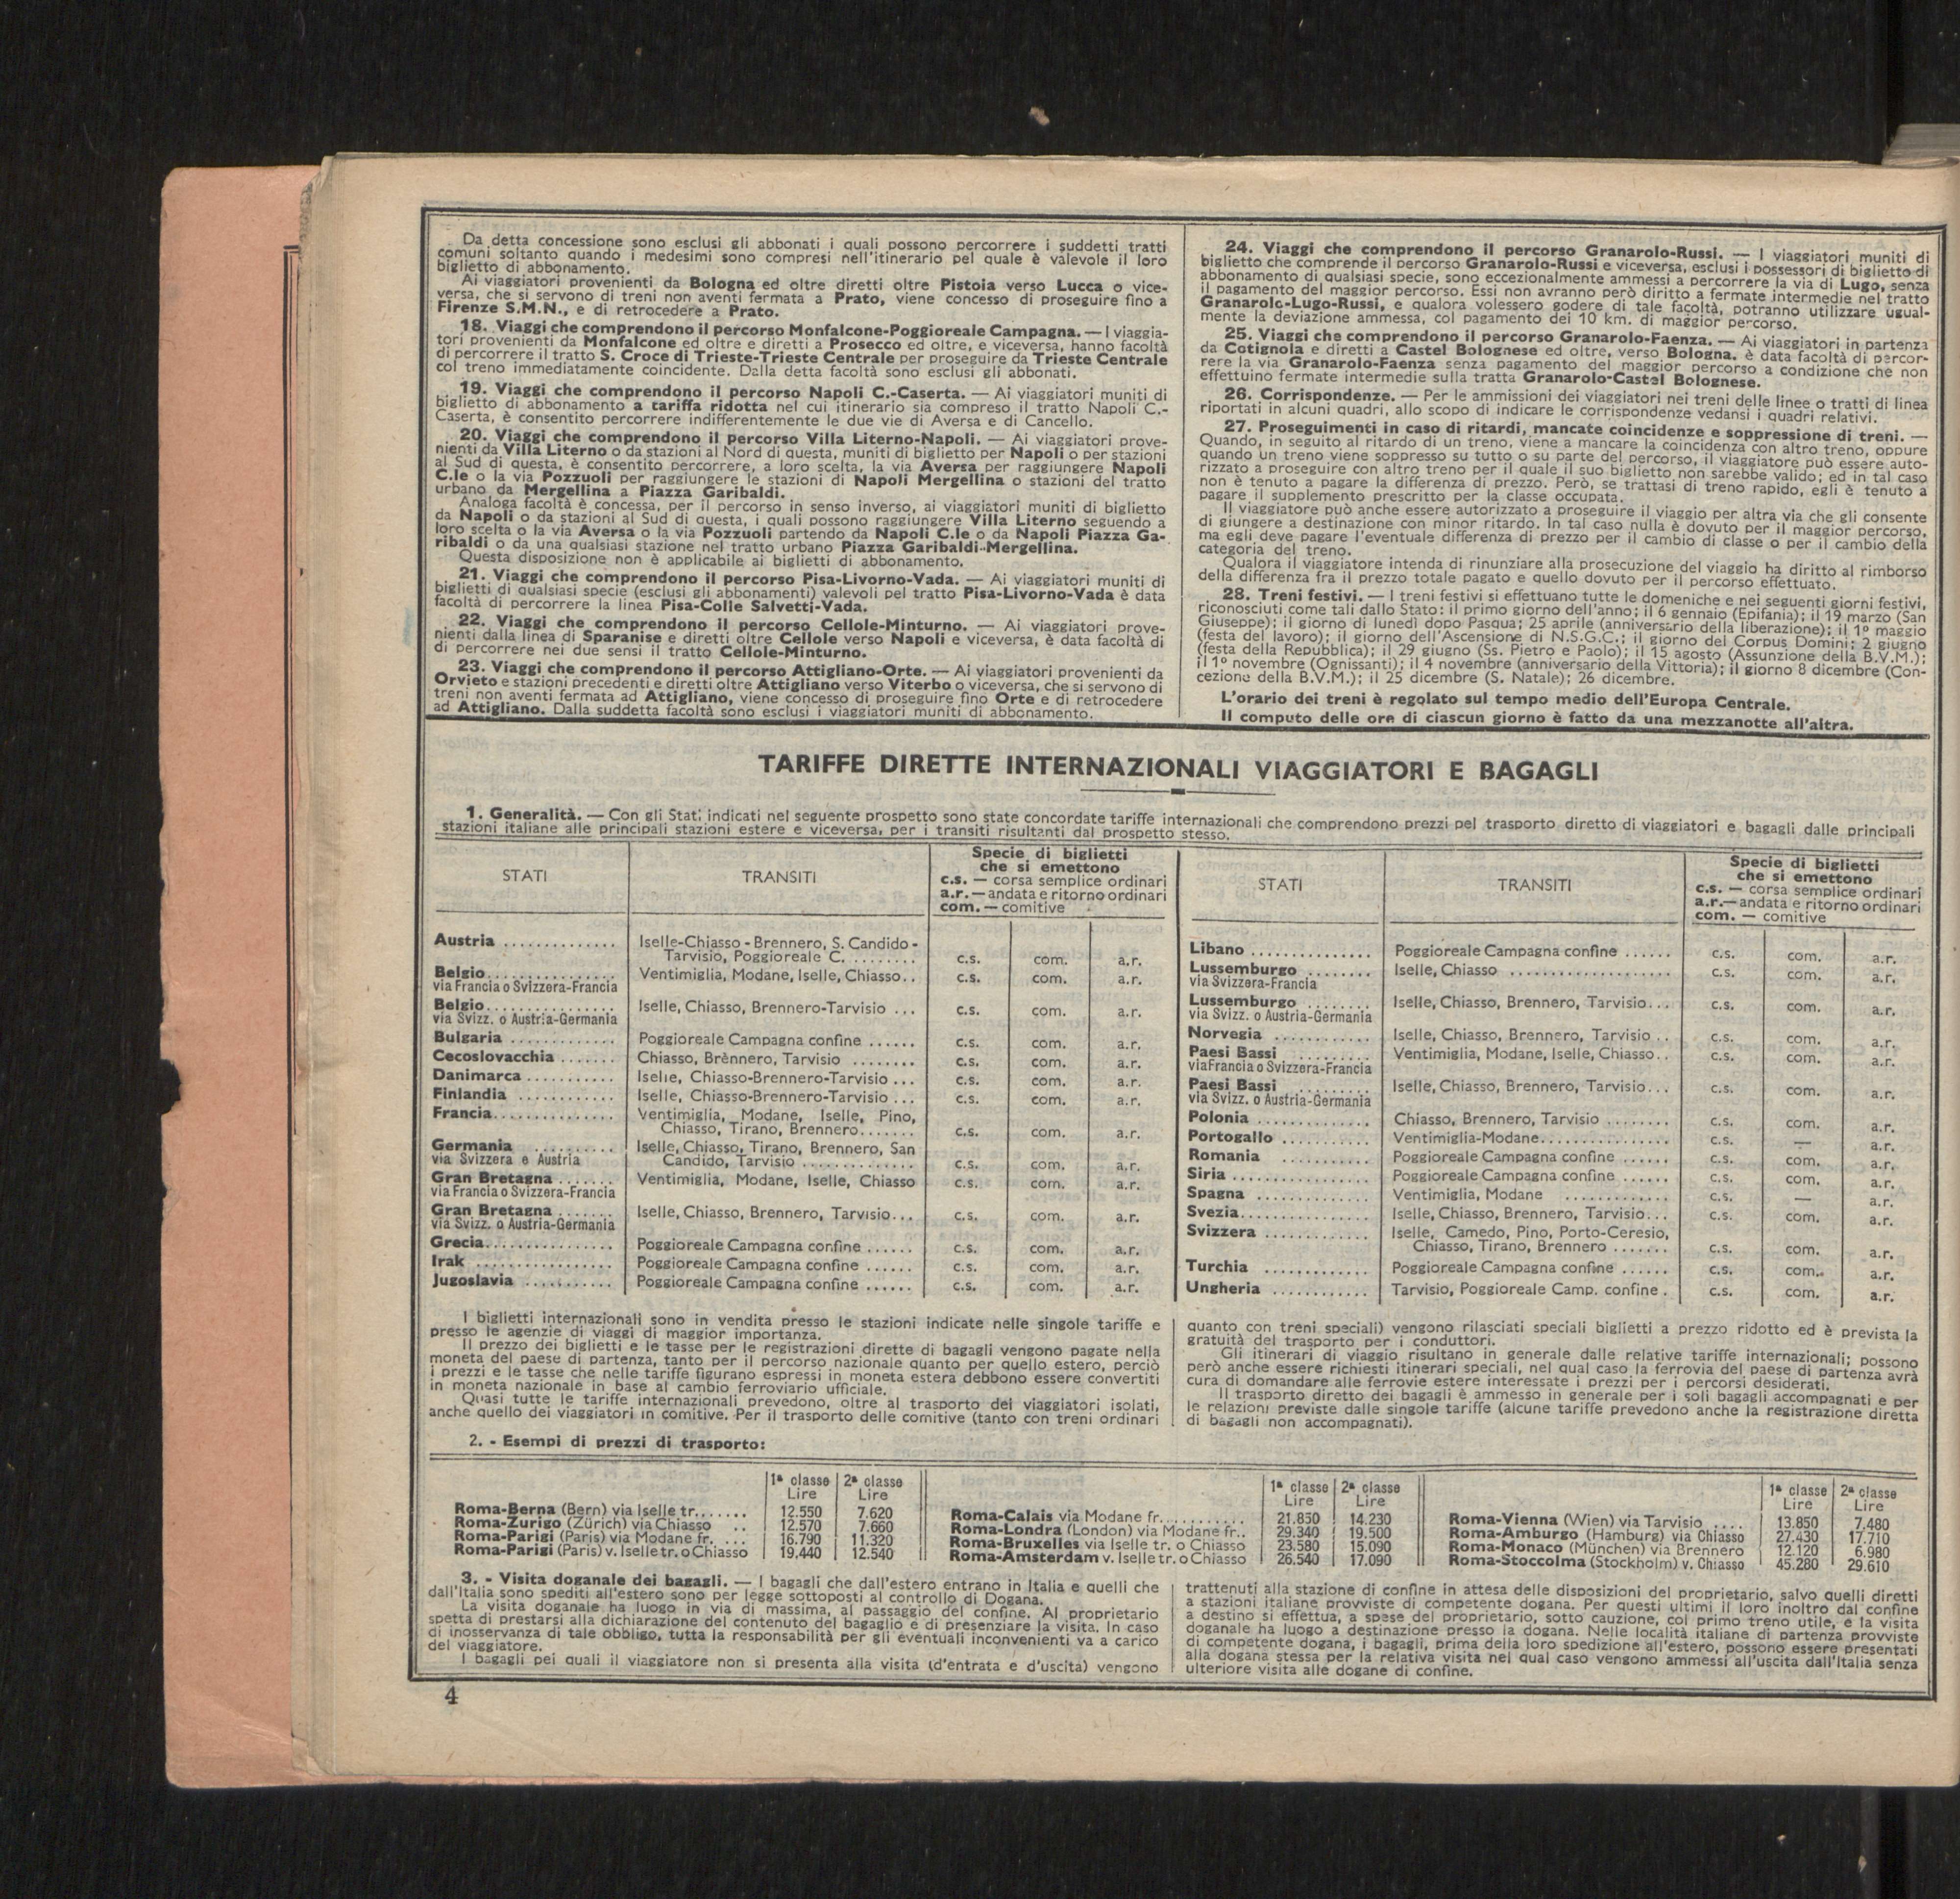 Da detta concessione sono esclusi gli abbonati i quali possono percorrere i suddetti tratti
comuni soltanto quando i medesimi sono compresi nell'itinerario pel quale è valevole il loro
biglietto di abbonamento.
Ai viaggiatori provenienti da Bologna ed oltre diretti oltre Pistoia verso Lucca o vice-
versa, che si servono di treni non aventi fermata a Prato, viene concesso di proseguire fino a
Firenze S.M.N., e di retrocedere a Prato.
18. Viaggi che comprendono il percorso Monfalcone-Poggioreale Campagna. — I viaggia-
tori provenienti da Monfalcone ed oltre e diretti a Prosecco ed oltre, e viceversa, hanno facoltà
di percorrere il tratto S. Croce di Trieste-Trieste Centrale per proseguire da Trieste Centrale
col treno immediatamente coincidente. Dalla detta facoltà sono esclusi gli abbonati.
19. Viaggi che comprendono il percorso Napoli C.-Caserta. — Ai viaggiatori muniti di
biglietto di abbonamento a tariffa ridotta nel cui itinerario sia compreso il tratto Napoli C.-
Caserta, è consentito percorrere indifferentemente le due vie di Aversa e di Cancello.
20. Viaggi che comprendono il percorso Villa Literno-Napoli. — Ai viaggiatori prove-
nienti da Villa Literno o da stazioni al Nord di questa, muniti di biglietto per Napoli o per stazioni
al Sud di questa, è consentito percorrere, a loro scelta, la via Aversa per raggiungere Napoli
C.le o la via Pozzuoli per raggiungere le stazioni di Napoli Mergellina o stazioni del tratto
urbano da Mergellina a Piazza Garibaldi.
Analoga facoltà è concessa, per il percorso in senso inverso, ai viaggiatori muniti di biglietto
da Napoli o da stazioni al Sud di questa, i quali possono raggiungere Villa Literno seguendo a
loro scelta o la via Aversa o la via Pozzuoli partendo da Napoli C.le o da Napoli Piazza Ga-
ribaldi o da una qualsiasi stazione nel tratto urbano Piazza Garibaldi-Mergellina.
Questa disposizione non è applicabile ai biglietti di abbonamento.
21. Viaggi che comprendono il percorso Pisa-Livorno-Vada. — Ai viaggiatori muniti di
biglietti di qualsiasi specie (esclusi gli abbonamenti) valevoli pel tratto Pisa-Livorno-Vada è data
facoltà di percorrere la linea Pisa-Colle Salvetti-Vada.
22. Viaggi che comprendono il percorso Cellole-Minturno. — Ai viaggiatori prove-
nienti dalla linea di Sparanise e diretti oltre Cellole verso Napoli e viceversa, è data facoltà di
di percorrere nei due sensi il tratto Cellole-Minturno.
23. Viaggi che comprendono il percorso Attigliano-Orte. — Ai viaggiatori provenienti da
Orvieto e stazioni precedenti e diretti oltre Attigliano verso Viterbo o viceversa, che si servono di
treni non aventi fermata ad Attigliano, viene concesso di proseguire fino Orte e di retrocedere
ad Attigliano. Dalla suddetta facoltà sono esclusi i viaggiatori muniti di abbonamento.
24. Viaggi che comprendono il percorso Granarolo-Russi. — I viaggiatori muniti di
biglietto che comprende il percorso Granarolo-Russi e viceversa, esclusi i possessori di biglietto di
abbonamento di qualsiasi specie, sono eccezionalmente ammessi a percorrere la via di Lugo, senza
il pagamento del maggior percorso. Essi non avranno però diritto a fermate intermedie nel tratto
Granarolo-Lugo-Russi, e qualora volessero godere di tale facoltà, potranno utilizzare ugual-
mente la deviazione ammessa, col pagamento dei 10 km. di maggior percorso.
25. Viaggi che comprendono il percorso Granarolo-Faenza. — Ai viaggiatori in partenza
da Cotignola e diretti a Castel Bolognese ed oltre, verso Bologna, è data facoltà di percor-
rere la via Granarolo-Faenza senza pagamento del maggior percorso a condizione che non
effettuino fermate intermedie sulla tratta Granarolo-Castel Bolognese.
26. Corrispondenze. — Per le ammissioni dei viaggiatori nei treni delle linee o tratti di linea
riportati in alcuni quadri, allo scopo di indicare le corrispondenze vedansi i quadri relativi.
27. Proseguimenti in caso di ritardi, mancate coincidenze e soppressione di treni. —
Quando, in seguito al ritardo di un treno, viene a mancare la coincidenza con altro treno, oppure
quando un treno viene soppresso su tutto o su parte del percorso, il viaggiatore può essere auto-
rizzato a proseguire con altro treno per il quale il suo biglietto non sarebbe valido; ed in tal caso
non è tenuto a pagare la differenza di prezzo. Però, se trattasi di treno rapido, egli è tenuto a
pagare il supplemento prescritto per la classe occupata.
Il viaggiatore può anche essere autorizzato a proseguire il viaggio per altra via che gli consente
di giungere a destinazione con minor ritardo. In tal caso nulla è dovuto per il maggior percorso,
ma egli deve pagare l'eventuale differenza di prezzo per il cambio di classe o per il cambio della
categoria del treno.
Qualora il viaggiatore intenda di rinunziare alla prosecuzione del viaggio ha diritto al rimborso
della differenza fra il prezzo totale pagato e quello dovuto per il percorso effettuato.
28. Treni festivi. — I treni festivi si effettuano tutte le domeniche e nei seguenti giorni festivi,
riconosciuti come tali dallo Stato: il primo giorno dell'anno; il 6 gennaio (Epifania); il 19 marzo (San
Giuseppe); il giorno di lunedì dopo Pasqua; 25 aprile (anniversario della liberazione); il 1º maggio
(festa del lavoro); il giorno dell'Ascensione di N.S.G.C.; il giorno del Corpus Domini; 2 giugno
(festa della Repubblica); il 29 giugno (Ss. Pietro e Paolo); il 15 agosto (Assunzione della B.V.M.);
il 1º novembre (Ognissanti); il 4 novembre (anniversario della Vittoria); il giorno 8 dicembre (Con-
cezione della B.V.M.); il 25 dicembre (S. Natale); 26 dicembre.
L'orario dei treni è regolato sul tempo medio dell'Europa Centrale.
Il computo delle ore di ciascun giorno è fatto da una mezzanotte all'altra.
TARIFFE DIRETTE INTERNAZIONALI VIAGGIATORI E BAGAGLI
1. Generalità. — Con gli Stati indicati nel seguente prospetto sono state concordate tariffe internazionali che comprendono prezzi pel trasporto diretto di viaggiatori e bagagli dalle principali
stazioni italiane alle principali stazioni estere e viceversa, per i transiti risultanti dal prospetto stesso.
STATI TRANSITI Specie di biglietti
che si emettono
c.s. — corsa semplice ordinari
a.r. — andata e ritorno ordinari
com. — comitive
Austria .............. Iselle-Chiasso - Brennero, S. Candido -
Tarvisio, Poggioreale C. ......... c.s. com. a.r.
Belgio................ Ventimiglia, Modane, Iselle, Chiasso.. c.s. com. a.r.
via Francia o Svizzera-Francia
Belgio................ Iselle, Chiasso, Brennero-Tarvisio ... c.s. com. a.r.
via Svizz. o Austria-Germania
Bulgaria ............. Poggioreale Campagna confine ...... c.s. com. a.r.
Cecoslovacchia ....... Chiasso, Brènnero, Tarvisio ........ c.s. com. a.r.
Danimarca ........... Iselle, Chiasso-Brennero-Tarvisio ... c.s. com. a.r.
Finlandia ............ Iselle, Chiasso-Brennero-Tarvisio ... c.s. com. a.r.
Francia............... Ventimiglia, Modane, Iselle, Pino,
Chiasso, Tirano, Brennero....... c.s. com. a.r.
Germania .......... Iselle, Chiasso, Tirano, Brennero, San
via Svizzera e Austria Candido, Tarvisio .............. c.s. com. a.r.
Gran Bretagna ....... Ventimiglia, Modane, Iselle, Chiasso c.s. com. a.r.
via Francia o Svizzera-Francia
Gran Bretagna ....... Iselle, Chiasso, Brennero, Tarvisio... c.s. com. a.r.
via Svizz. o Austria-Germania
Grecia................ Poggioreale Campagna confine ...... c.s. com. a.r.
Irak ................. Poggioreale Campagna confine ...... c.s. com. a.r.
Jugoslavia ........... Poggioreale Campagna confine ...... c.s. com. a.r.
STATI TRANSITI Specie di biglietti
che si emettono
c.s. — corsa semplice ordinari
a.r.—andata e ritorno ordinari
com. — comitive
Libano ............... Poggioreale Campagna confine ...... c.s. com. a.r.
Lussemburgo ........ Iselle, Chiasso .................... c.s. com. a.r.
via Svizzera-Francia
Lussemburgo ........ Iselle, Chiasso, Brennero, Tarvisio... c.s. com. a.r.
via Svizz. o Austria-Germania
Norvegia ............ Iselle, Chiasso, Brennero, Tarvisio .. c.s. com. a.r.
Paesi Bassi ......... Ventimiglia, Modane, Iselle, Chiasso.. c.s. com. a.r.
via Francia o Svizzera-Francia
Paesi Bassi ......... Iselle, Chiasso, Brennero, Tarvisio... c.s. com. a.r.
via Svizz. o Austria-Germania
Polonia .............. Chiasso, Brennero, Tarvisio ........ c.s. com. a.r.
Portogallo ........... Ventimiglia-Modane................ c.s. — a.r.
Romania ........... Poggioreale Campagna confine ...... c.s. com. a.r.
Siria ................. Poggioreale Campagna confine ...... c.s. com. a.r.
Spagna .............. Ventimiglia, Modane ............ c.s. — a.r.
Svezia................ Iselle, Chiasso, Brennero, Tarvisio... c.s. com. a.r.
Svizzera ............. Iselle, Camedo, Pino, Porto-Ceresio,
Chiasso, Tirano, Brennero ....... c.s. com. a.r.
Turchia ............. Poggioreale Campagna confine ...... c.s. com. a.r.
Ungheria ............ Tarvisio, Poggioreale Camp. confine . c.s. com. a.r.
I biglietti internazionali sono in vendita presso le stazioni indicate nelle singole tariffe e
presso le agenzie di viaggi di maggior importanza.
Il prezzo dei biglietti e le tasse per le registrazioni dirette di bagagli vengono pagate nella
moneta del paese di partenza, tanto per il percorso nazionale quanto per quello estero, perciò
i prezzi e le tasse che nelle tariffe figurano espressi in moneta estera debbono essere convertiti
in moneta nazionale in base al cambio ferroviario ufficiale.
Quasi tutte le tariffe internazionali prevedono, oltre al trasporto dei viaggiatori isolati,
anche quello dei viaggiatori in comitive. Per il trasporto delle comitive (tanto con treni ordinari
quanto con treni speciali) vengono rilasciati speciali biglietti a prezzo ridotto ed è prevista la
gratuità del trasporto per i conduttori.
Gli itinerari di viaggio risultano in generale dalle relative tariffe internazionali; possono
però anche essere richiesti itinerari speciali, nel qual caso la ferrovia del paese di partenza avrà
cura di domandare alle ferrovie estere interessate i prezzi per i percorsi desiderati.
Il trasporto diretto dei bagagli è ammesso in generale per i soli bagagli accompagnati e per
le relazioni previste dalle singole tariffe (alcune tariffe prevedono anche la registrazione diretta
di bagagli non accompagnati).
2. - Esempi di prezzi di trasporto:
1ª classe Lire 2ª classe Lire
Roma-Berna (Bern) via Iselle tr....... 12.550 7.620
Roma-Zurigo (Zürich) via Chiasso .. 12.570 7.660
Roma-Parigi (Paris) via Modane fr. ... 16.790 11.320
Roma-Parigi (Paris) v. Iselle tr. o Chiasso 19.440 12.540
1ª classe Lire 2ª classe Lire
Roma-Calais via Modane fr........... 21.850 14.230
Roma-Londra (London) via Modane fr.. 29.340 19.500
Roma-Bruxelles via Iselle tr. o Chiasso 23.580 15.090
Roma-Amsterdam v. Iselle tr. o Chiasso 26.540 17.090
1ª classe Lire 2ª classe Lire
Roma-Vienna (Wien) via Tarvisio .... 13.850 7.480
Roma-Amburgo (Hamburg) via Chiasso 27.430 17.710
Roma-Monaco (München) via Brennero 12.120 6.980
Roma-Stoccolma (Stockholm) v. Chiasso 45.280 29.610
3. - Visita doganale dei bagagli. — I bagagli che dall'estero entrano in Italia e quelli che
dall'Italia sono spediti all'estero sono per legge sottoposti al controllo di Dogana.
La visita doganale ha luogo in via di massima, al passaggio del confine. Al proprietario
spetta di prestarsi alla dichiarazione del contenuto del bagaglio e di presenziare la visita. In caso
di inosservanza di tale obbligo, tutta la responsabilità per gli eventuali inconvenienti va a carico
del viaggiatore.
I bagagli pei quali il viaggiatore non si presenta alla visita (d'entrata e d'uscita) vengono
trattenuti alla stazione di confine in attesa delle disposizioni del proprietario, salvo quelli diretti
a stazioni italiane provviste di competente dogana. Per questi ultimi il loro inoltro dal confine
a destino si effettua, a spese del proprietario, sotto cauzione, col primo treno utile, e la visita
doganale ha luogo a destinazione presso la dogana. Nelle località italiane di partenza provviste
di competente dogana, i bagagli, prima della loro spedizione all'estero, possono essere presentati
alla dogana stessa per la relativa visita nel qual caso vengono ammessi all'uscita dall'Italia senza
ulteriore visita alle dogane di confine.
4